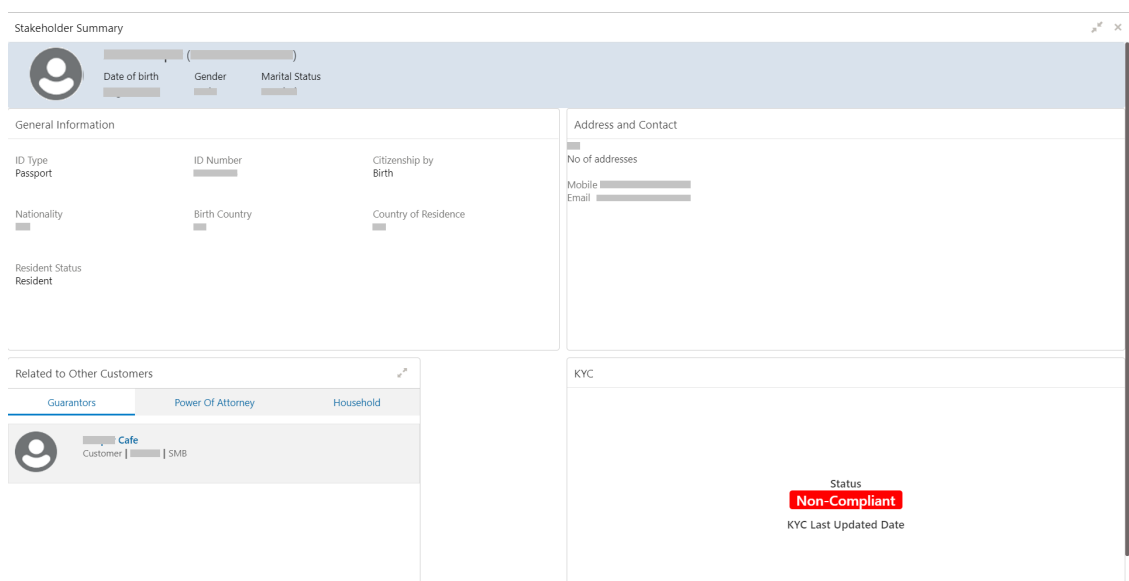 Stakeholder Summary
( )
Date of birth Gender Marital Status
General Information
ID Type ID Number Citizenship by
Passport Birth
Nationality Birth Country Country of Residence
Resident Status
Resident
Address and Contact
No of addresses
Mobile
Email
Related to Other Customers
Guarantors Power Of Attorney Household
Cafe
Customer | | SMB
KYC
Status
Non-Compliant
KYC Last Updated Date